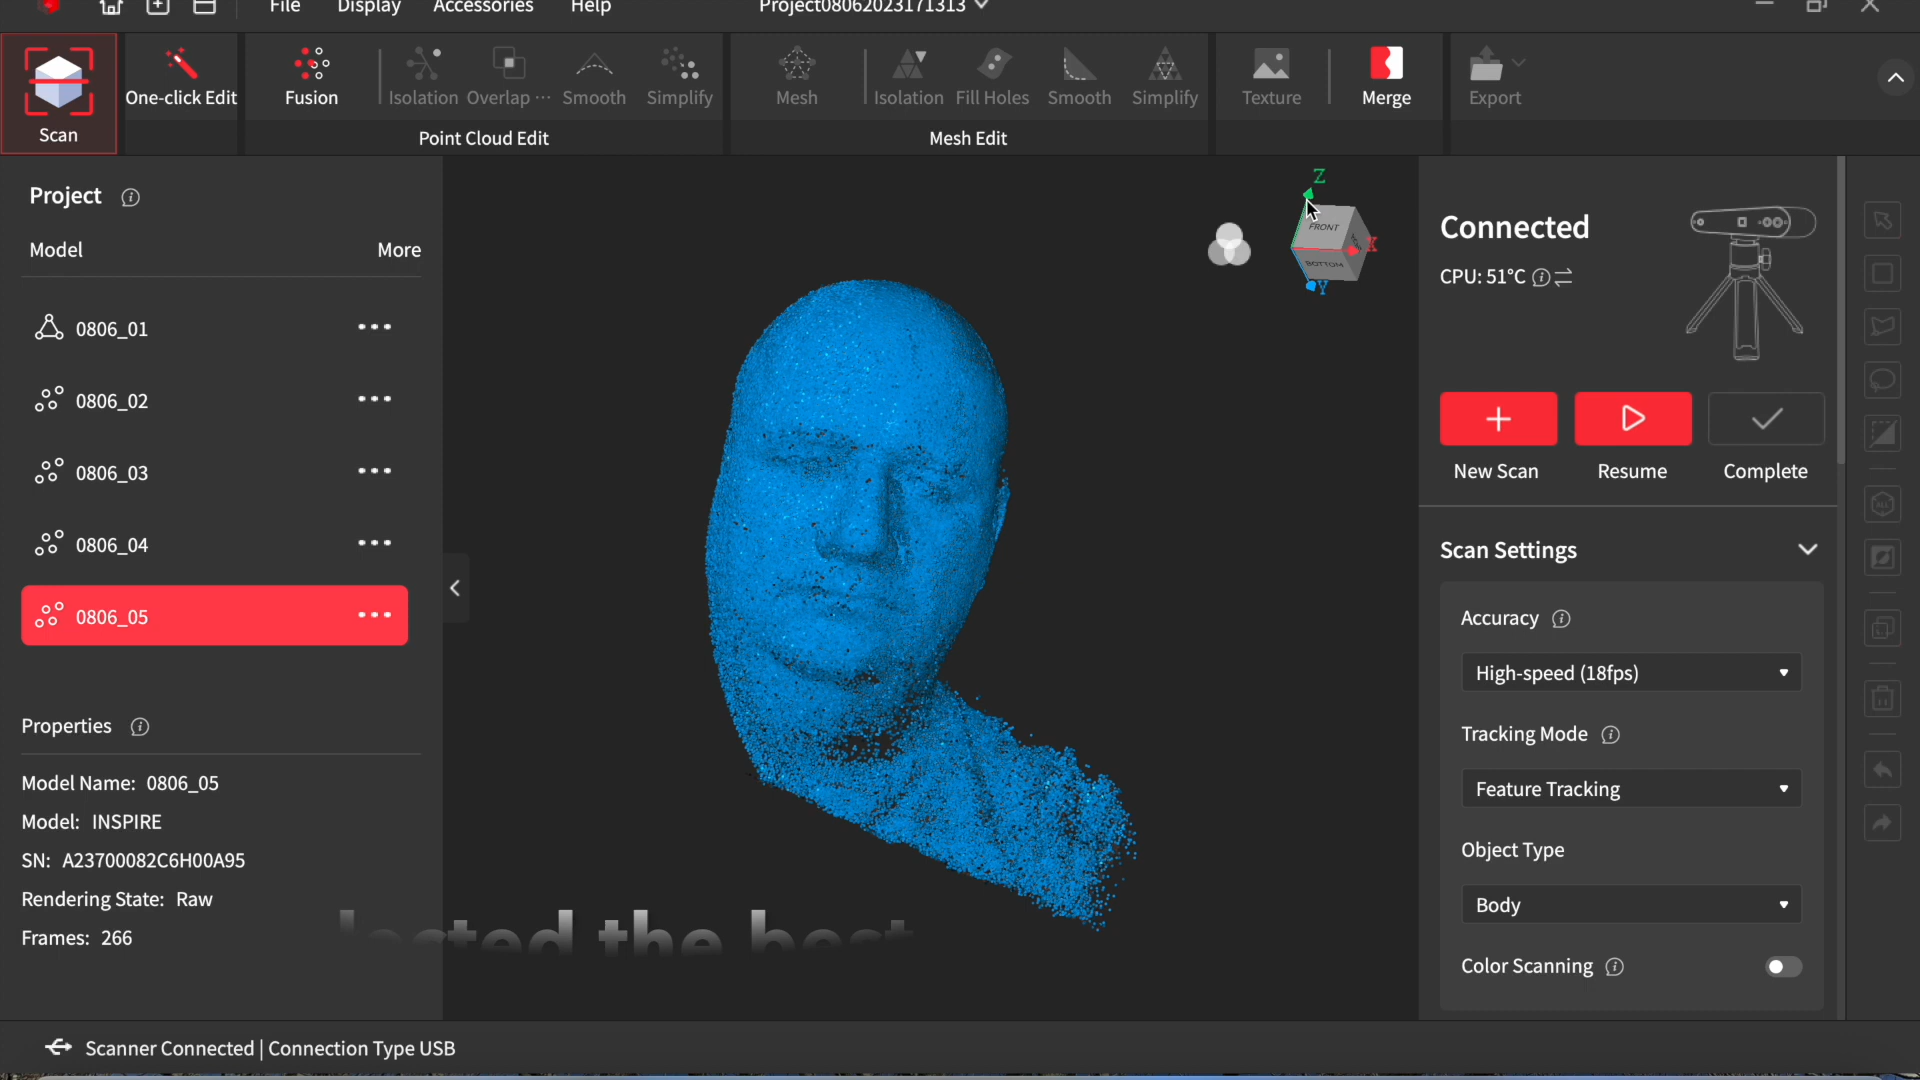 File Display Accessories Help Project08062023171313
Scan
One-click Edit
Fusion
Isolation Overlap ··· Smooth Simplify
Point Cloud Edit
Mesh
Isolation Fill Holes Smooth Simplify
Mesh Edit
Texture
Merge
Export
Project
Model More
0806_01
0806_02
0806_03
0806_04
0806_05
Properties
Model Name: 0806_05
Model: INSPIRE
SN: A23700082C6H00A95
Rendering State: Raw
Frames: 266
Z
FRONT
X
BOTTOM
Y
the
Connected
CPU: 51°C
New Scan Resume Complete
Scan Settings
Accuracy
High-speed (18fps)
Tracking Mode
Feature Tracking
Object Type
Body
Color Scanning
Scanner Connected | Connection Type USB